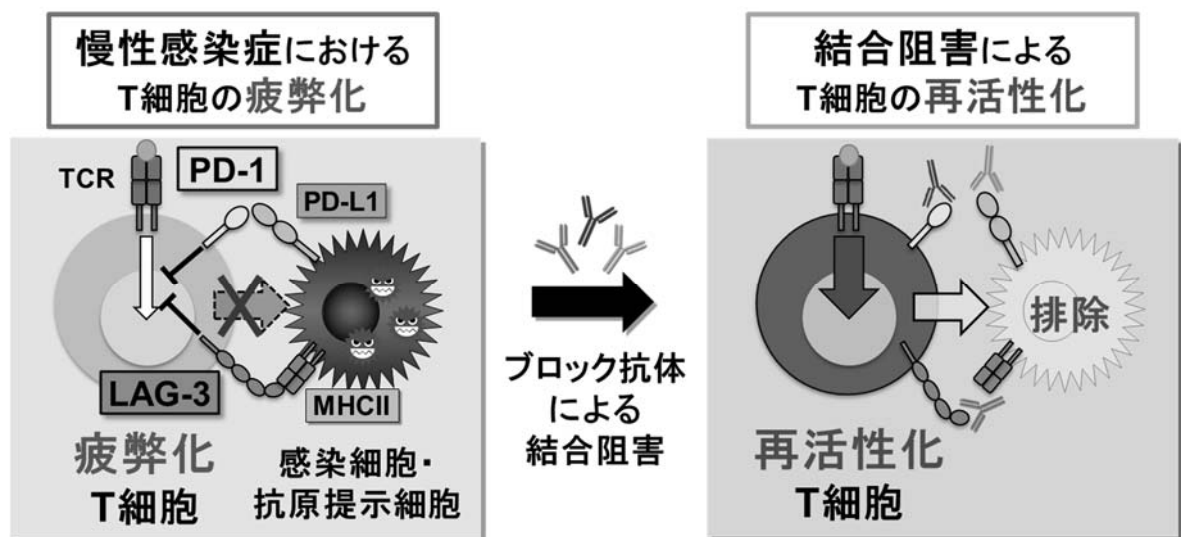 慢性感染症における
T細胞の疲弊化
結合阻害による
T細胞の再活性化
TCR
PD-1
PD-L1
LAG-3
MHCII
疲弊化
T細胞
感染細胞・
抗原提示細胞
ブロック抗体
による
結合阻害
排除
再活性化
T細胞